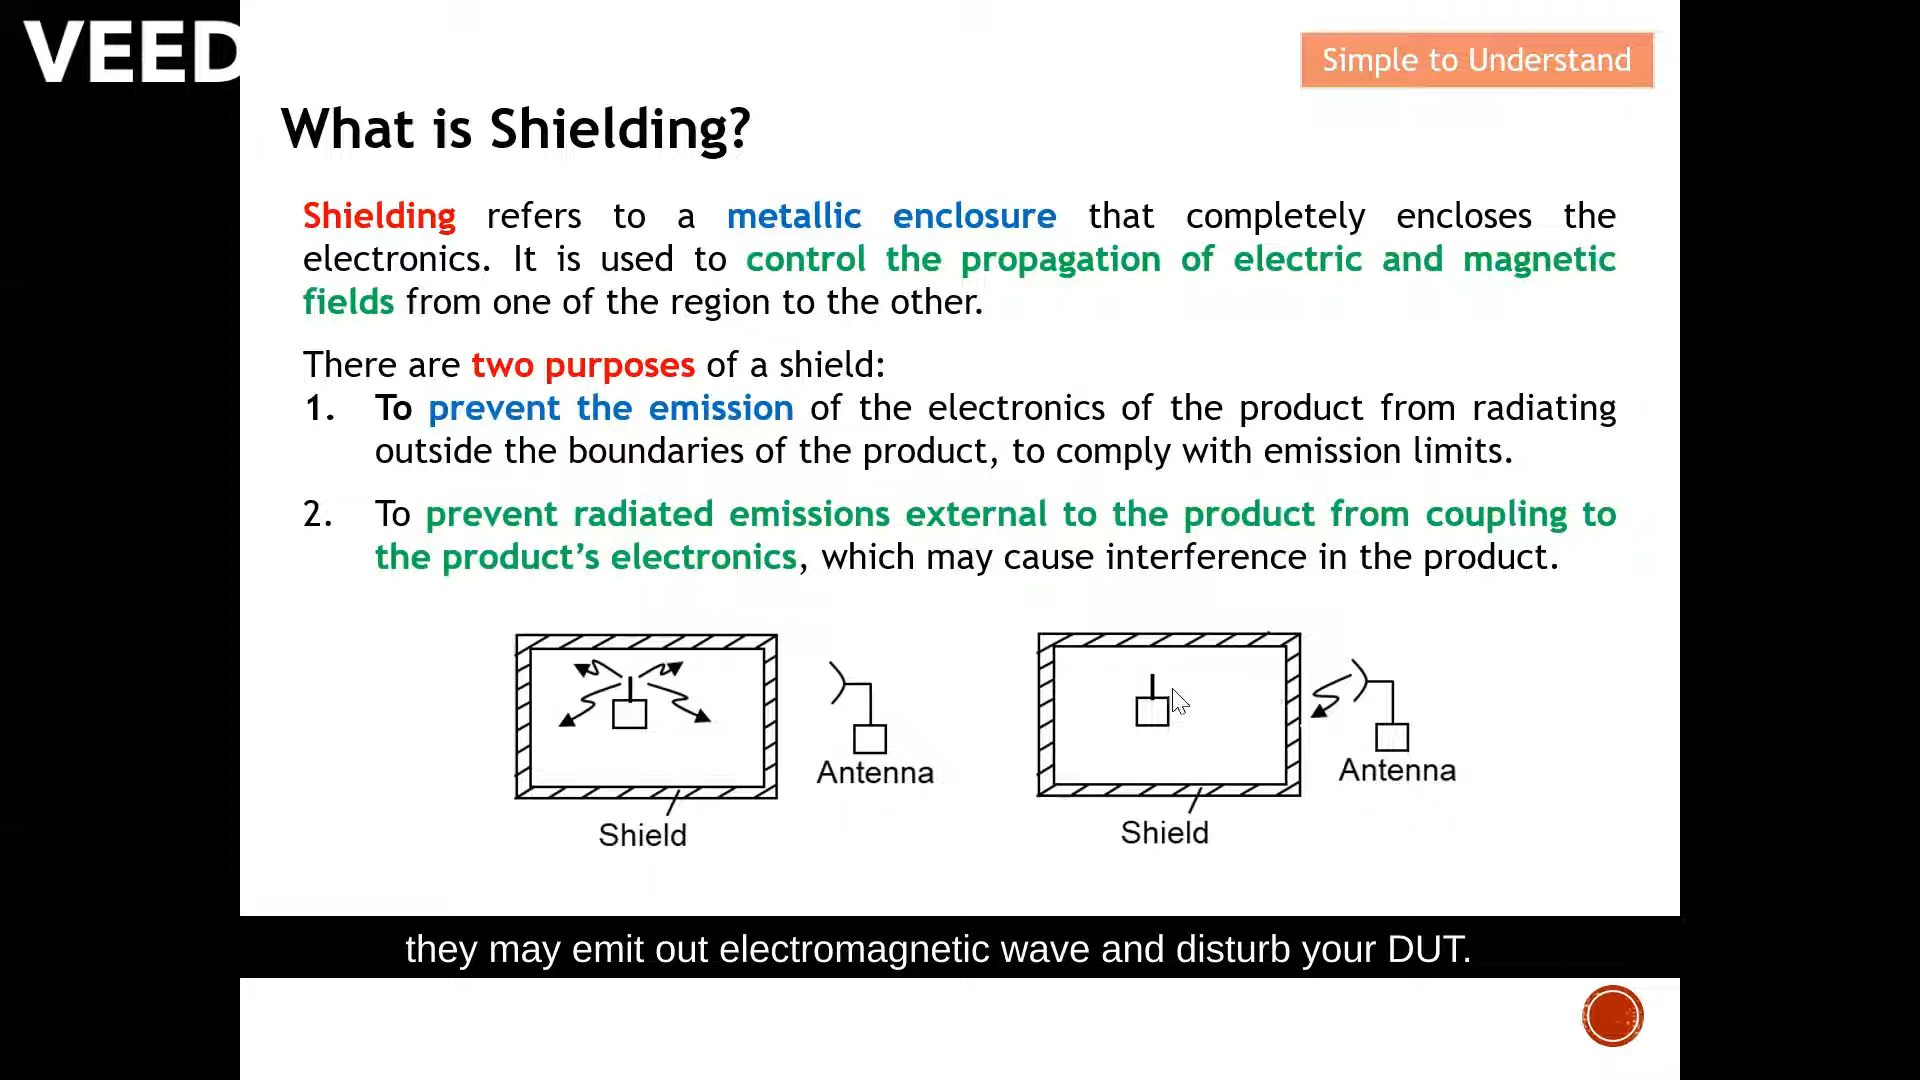 VEED
Simple to Understand
What is Shielding?
Shielding refers to a metallic enclosure that completely encloses the
electronics. It is used to control the propagation of electric and magnetic
fields from one of the region to the other.
There are two purposes of a shield:
1. To prevent the emission of the electronics of the product from radiating
outside the boundaries of the product, to comply with emission limits.
2. To prevent radiated emissions external to the product from coupling to
the product’s electronics, which may cause interference in the product.
Antenna
Shield
Antenna
Shield
they may emit out electromagnetic wave and disturb your DUT.